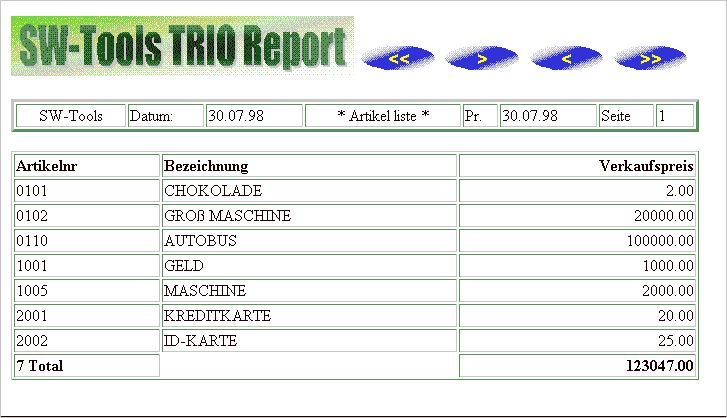 SW-Tools TRIO Report << > < >>
SW-Tools Datum: 30.07.98 * Artikel liste * Pr. 30.07.98 Seite 1
Artikelnr Bezeichnung Verkaufspreis
0101 CHOKOLADE 2.00
0102 GROß MASCHINE 20000.00
0110 AUTOBUS 100000.00
1001 GELD 1000.00
1005 MASCHINE 2000.00
2001 KREDITKARTE 20.00
2002 ID-KARTE 25.00
7 Total 123047.00